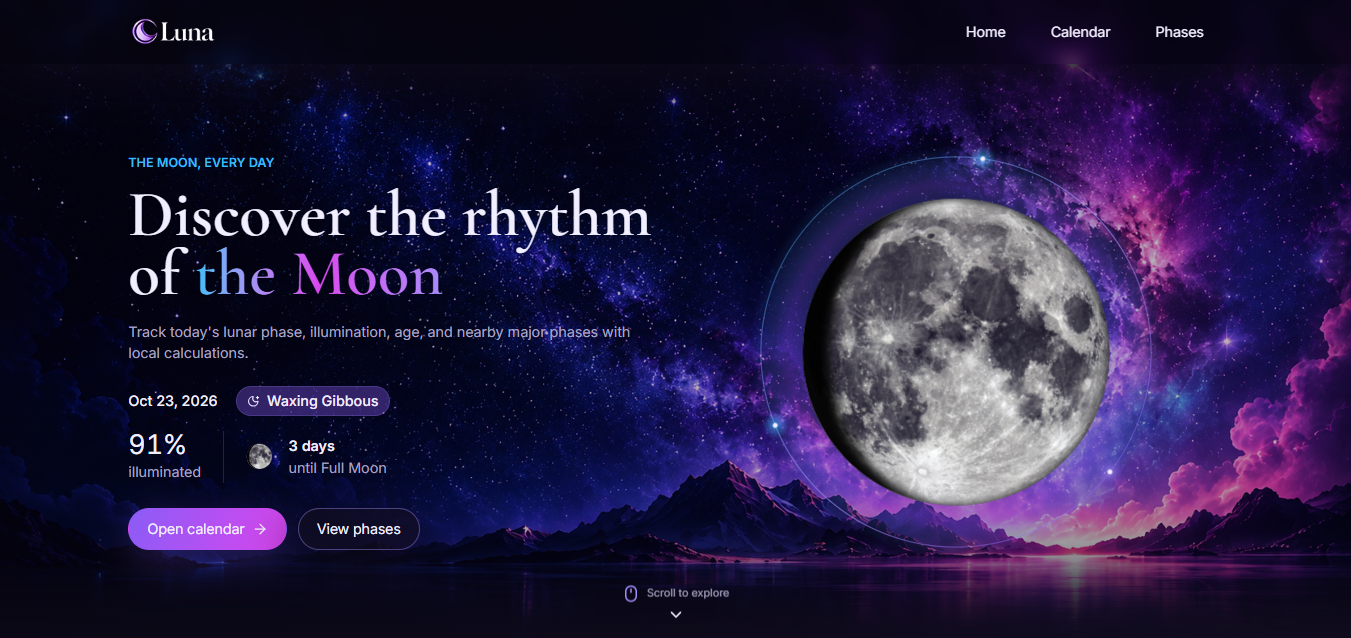 Luna
Home
Calendar
Phases
THE MOON, EVERY DAY
Discover the rhythm
of the Moon
Track today's lunar phase, illumination, age, and nearby major phases with
local calculations.
Oct 23, 2026
Waxing Gibbous
91%
illuminated
3 days
until Full Moon
Open calendar
View phases
Scroll to explore